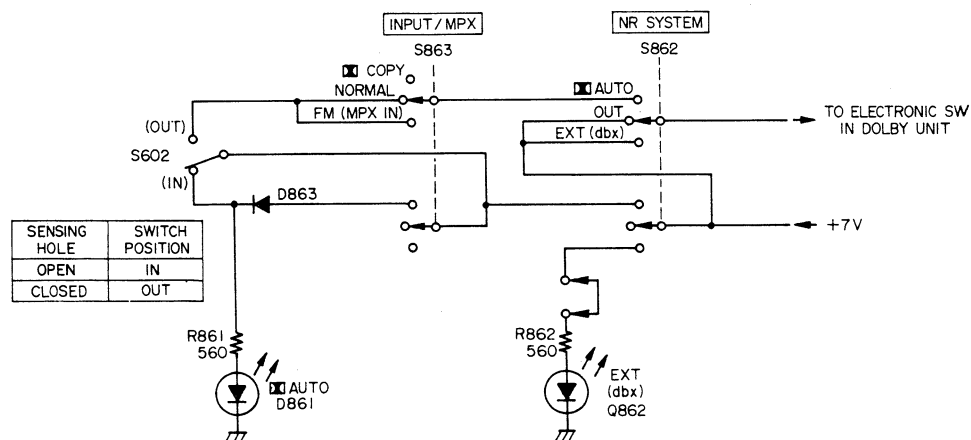 INPUT/MPX
NR SYSTEM
S863
S862
COPY
NORMAL
AUTO
FM (MPX IN)
OUT
TO ELECTRONIC SW
IN DOLBY UNIT
(OUT)
EXT (dbx)
S602
(IN)
D863
+7V
SENSING HOLE SWITCH POSITION
OPEN IN
CLOSED OUT
R861
560
R862
560
AUTO
D861
EXT
(dbx)
Q862